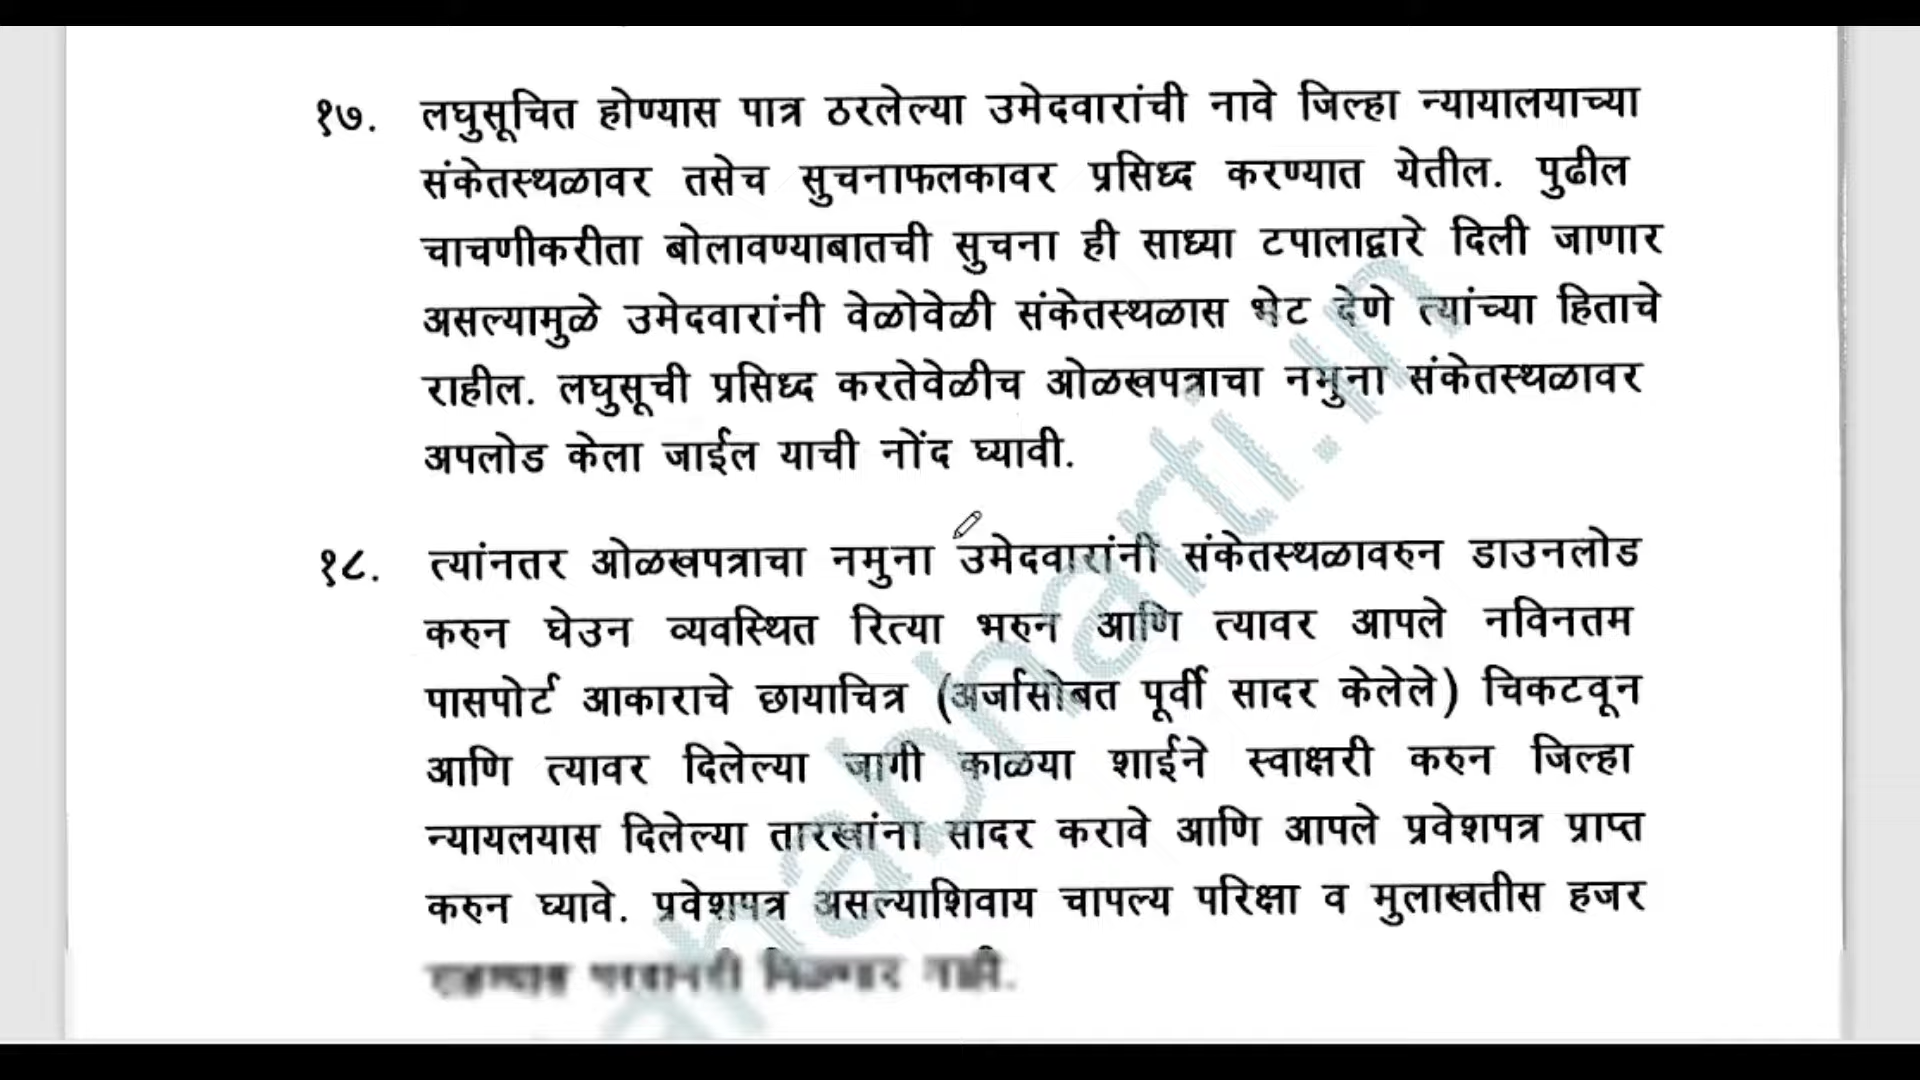 १७. लघुसूचित होण्यास पात्र ठरलेल्या उमेदवारांची नावे जिल्हा न्यायालयाच्या
संकेतस्थळावर तसेच सुचनाफलकावर प्रसिध्द करण्यात येतील. पुढील
चाचणीकरीता बोलावण्याबातची सुचना ही साध्या टपालाद्वारे दिली जाणार
असल्यामुळे उमेदवारांनी वेळोवेळी संकेतस्थळास भेट देणे त्यांच्या हिताचे
राहील. लघुसूची प्रसिध्द करतेवेळीच ओळखपत्राचा नमुना संकेतस्थळावर
अपलोड केला जाईल याची नोंद घ्यावी.
१८. त्यांनतर ओळखपत्राचा नमुना उमेदवारांनी संकेतस्थळावरुन डाउनलोड
करुन घेउन व्यवस्थित रित्या भरुन आणि त्यावर आपले नविनतम
पासपोर्ट आकाराचे छायाचित्र (अर्जासोबत पूर्वी सादर केलेले) चिकटवून
आणि त्यावर दिलेल्या जागी काळया शाईने स्वाक्षरी करुन जिल्हा
न्यायलयास दिलेल्या तारखांना सादर करावे आणि आपले प्रवेशपत्र प्राप्त
करुन घ्यावे. प्रवेशपत्र असल्याशिवाय चापल्य परिक्षा व मुलाखतीस हजर